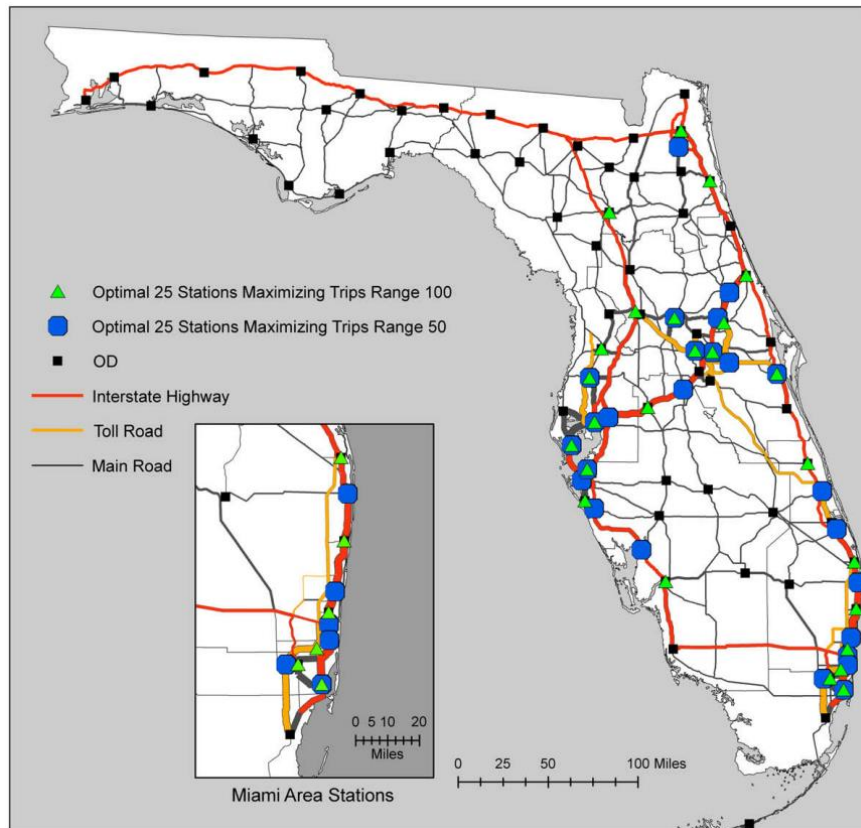 Optimal 25 Stations Maximizing Trips Range 100
Optimal 25 Stations Maximizing Trips Range 50
OD
Interstate Highway
Toll Road
Main Road
0 5 10 15 20
Miles
Miami Area Stations
0 25 50 100 Miles